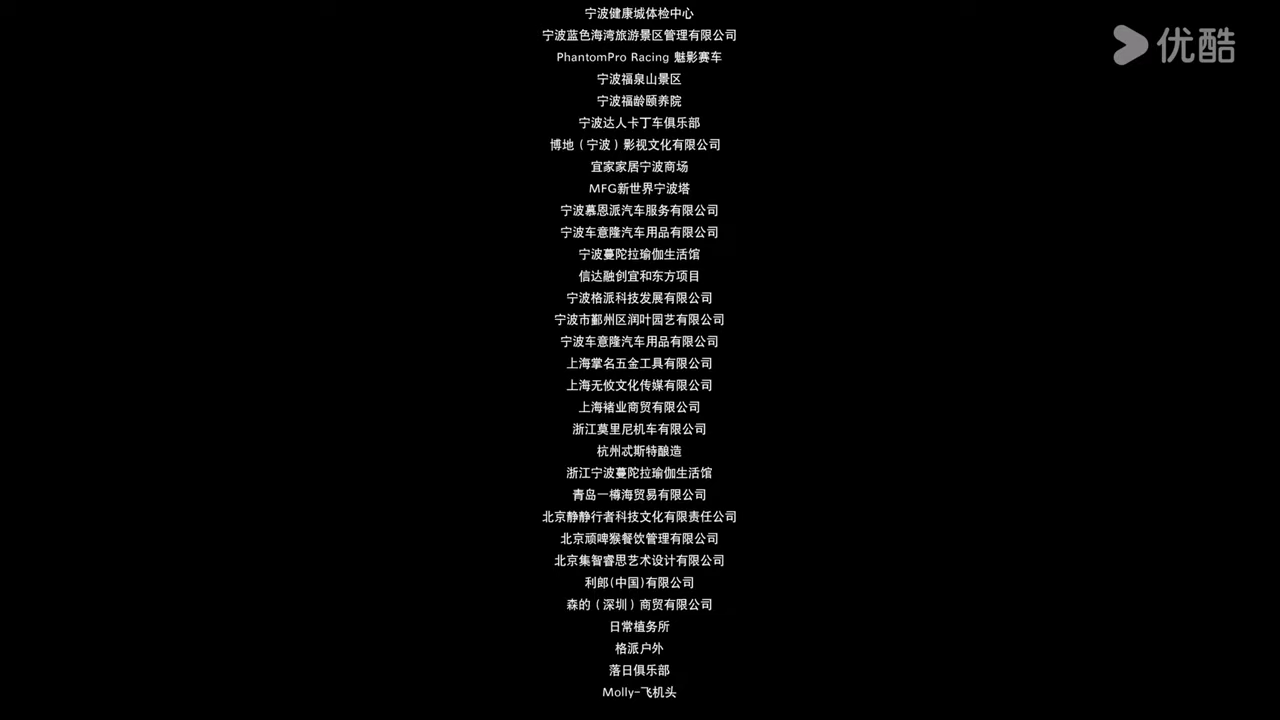 宁波健康城体检中心
优酷
宁波蓝色海湾旅游景区管理有限公司
PhantomPro Racing 魅影赛车
宁波福泉山景区
宁波福龄颐养院
宁波达人卡丁车俱乐部
博地（宁波）影视文化有限公司
宜家家居宁波商场
MFG新世界宁波塔
宁波慕恩派汽车服务有限公司
宁波车意隆汽车用品有限公司
宁波蔓陀拉瑜伽生活馆
信达融创宜和东方项目
宁波格派科技发展有限公司
宁波市鄞州区润叶园艺有限公司
宁波车意隆汽车用品有限公司
上海掌名五金工具有限公司
上海无攸文化传媒有限公司
上海褚业商贸有限公司
浙江莫里尼机车有限公司
杭州忒斯特酿造
浙江宁波蔓陀拉瑜伽生活馆
青岛一樽海贸易有限公司
北京静静行者科技文化有限责任公司
北京顽啤猴餐饮管理有限公司
北京集智睿思艺术设计有限公司
利郎(中国)有限公司
森的（深圳）商贸有限公司
日常植务所
格派户外
落日俱乐部
Molly-飞机头